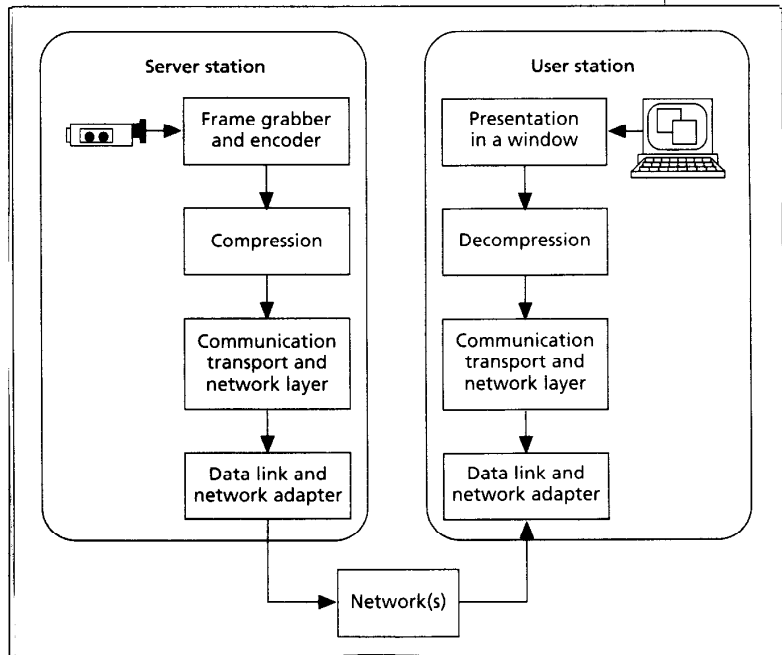 Server station
Frame grabber
and encoder
Compression
Communication
transport and
network layer
Data link and
network adapter
User station
Presentation
in a window
Decompression
Communication
transport and
network layer
Data link and
network adapter
Network(s)